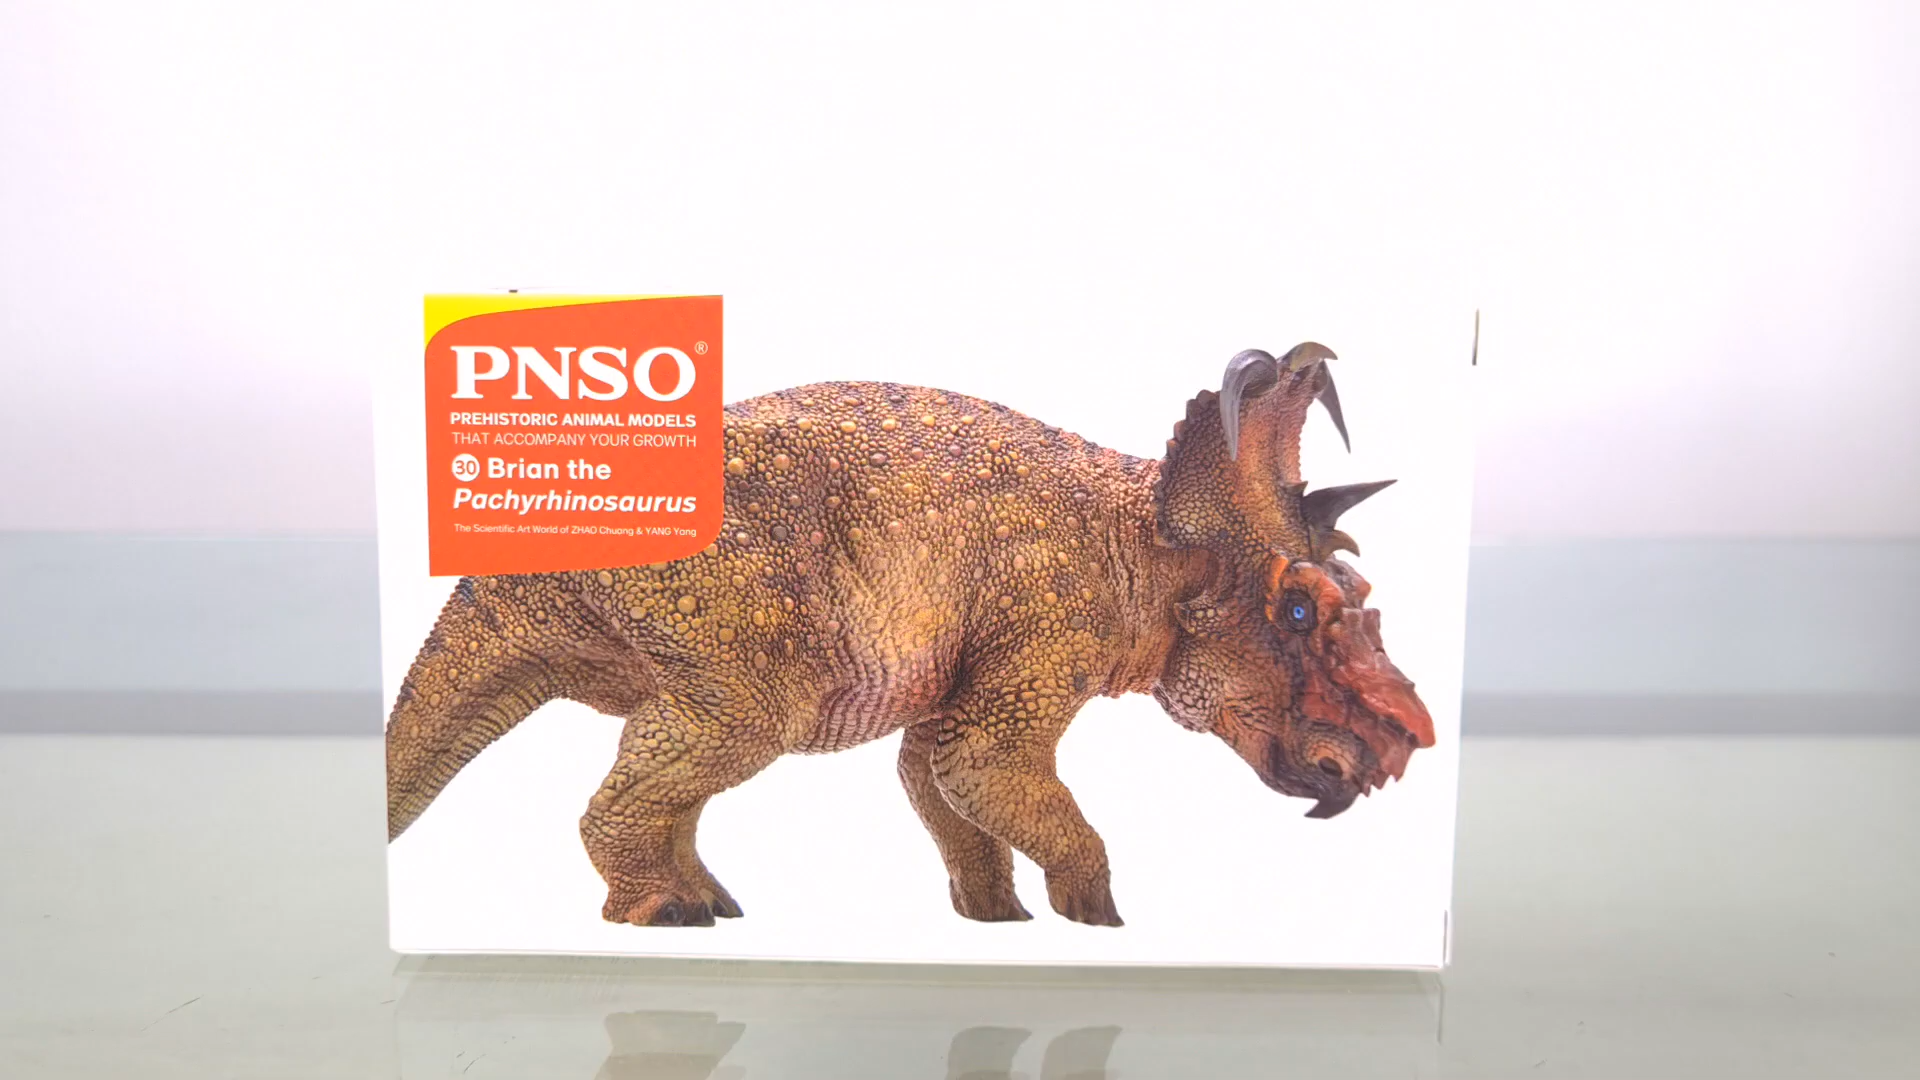 PNSO®
PREHISTORIC ANIMAL MODELS
THAT ACCOMPANY YOUR GROWTH
30 Brian the
Pachyrhinosaurus
The Scientific Art World of ZHAO Chuang & YANG Yang